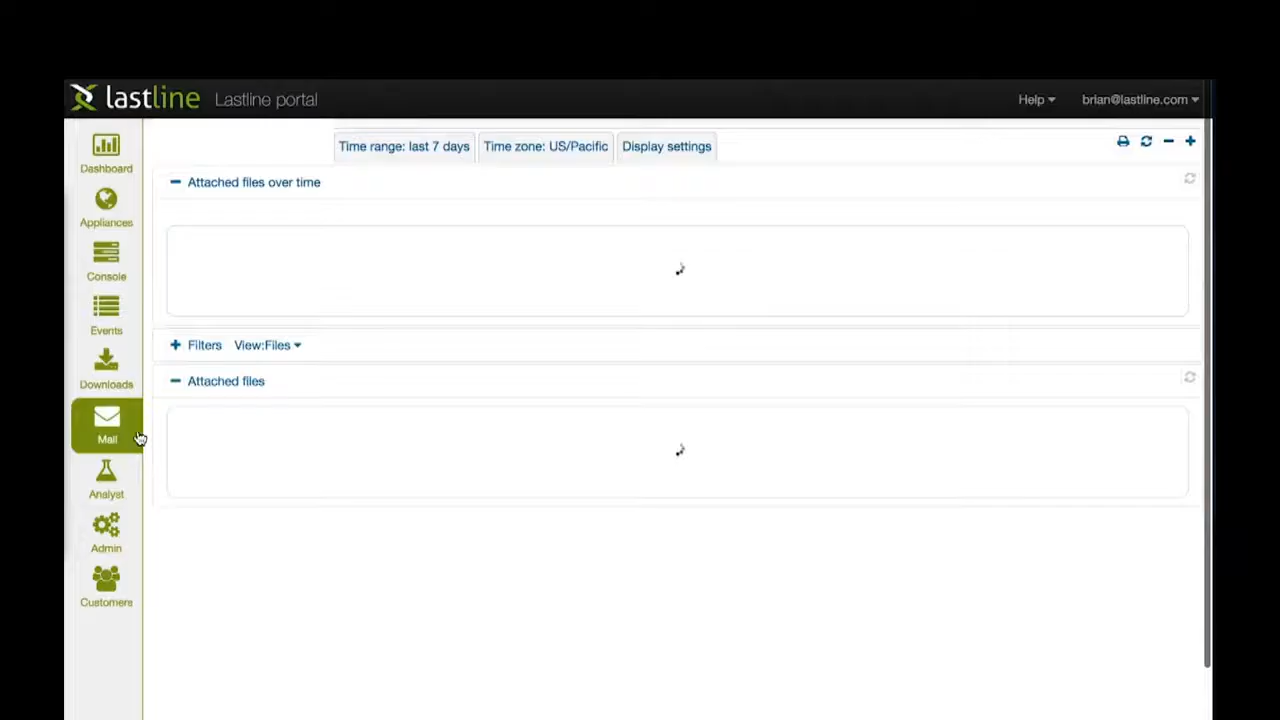 lastline Lastline portal Help brian@lastline.com
Time range: last 7 days Time zone: US/Pacific Display settings
Dashboard
Attached files over time
Appliances
Console
Events
Filters View:Files
Attached files
Downloads
Mail
Analyst
Admin
Customers